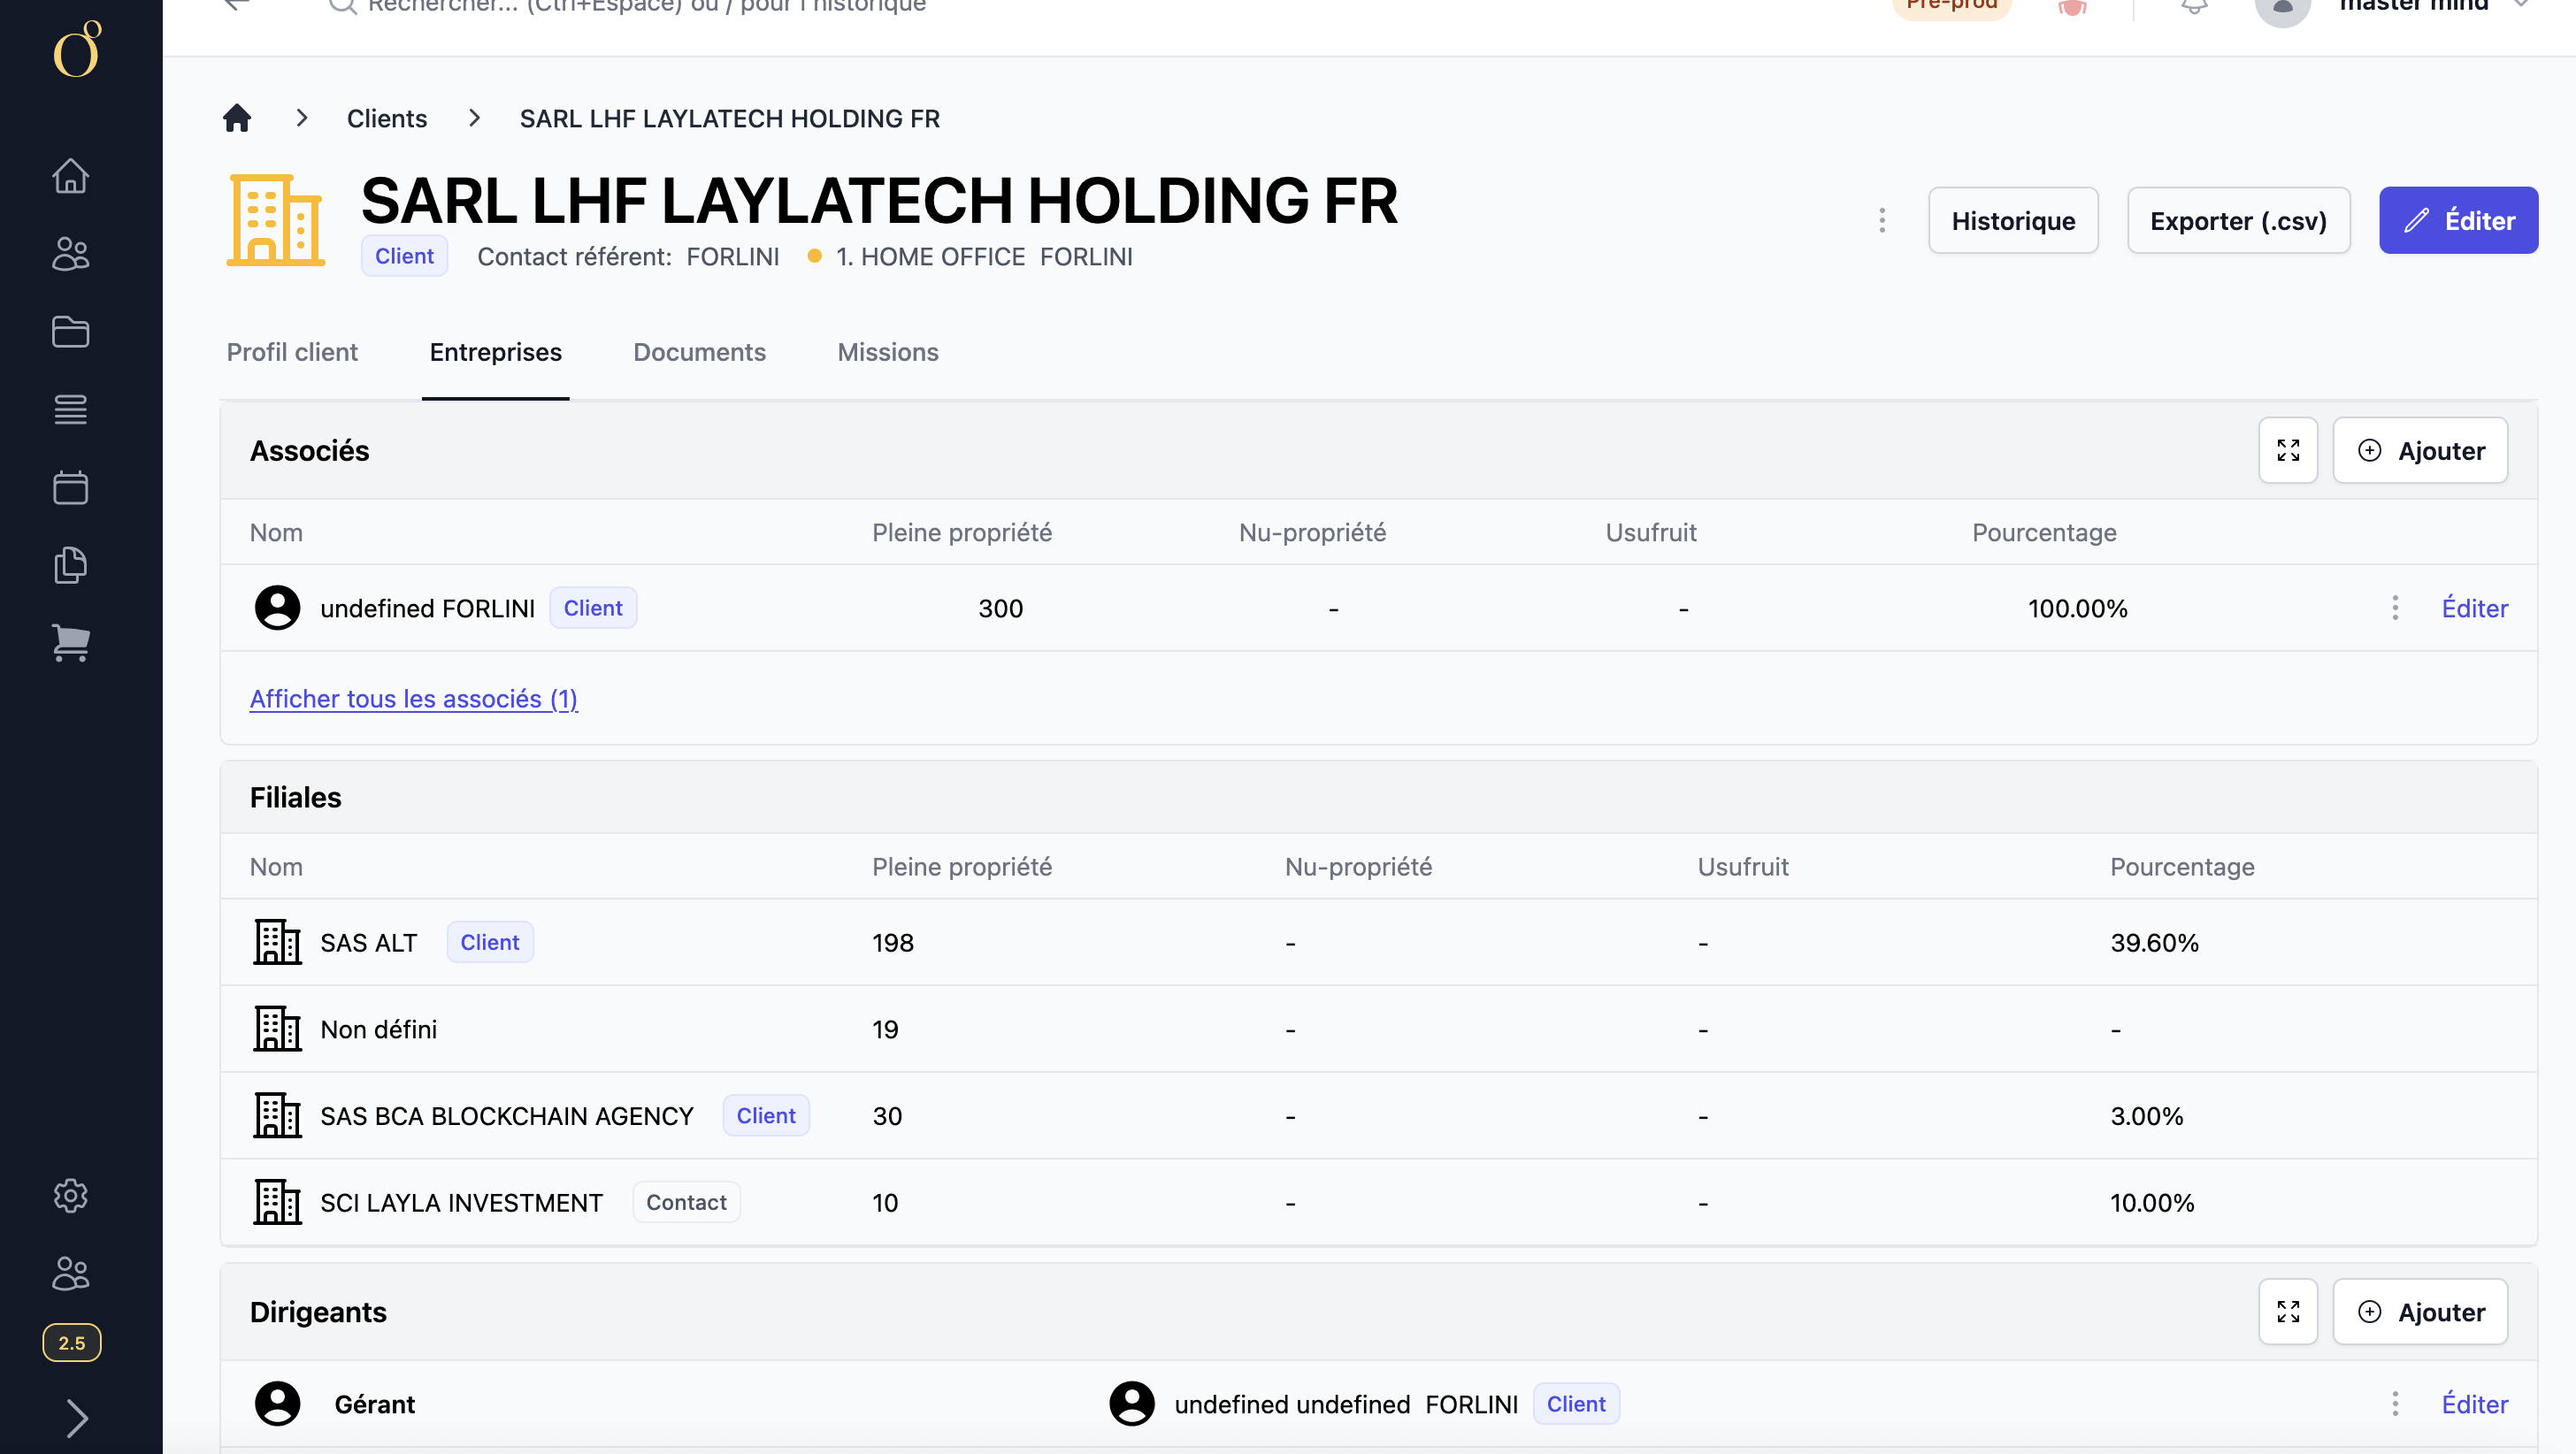 Rechercher... (Ctrl+Espace) ou / pour l'historique
Pré-prod
master mind
Clients
SARL LHF LAYLATECH HOLDING FR
SARL LHF LAYLATECH HOLDING FR
Client
Contact référent: FORLINI
1. HOME OFFICE FORLINI
Historique
Exporter (.csv)
Éditer
Profil client
Entreprises
Documents
Missions
Associés
Ajouter
Nom Pleine propriété Nu-propriété Usufruit Pourcentage
undefined FORLINI Client 300 - - 100.00% Éditer
Afficher tous les associés (1)
Filiales
Nom Pleine propriété Nu-propriété Usufruit Pourcentage
SAS ALT Client 198 - - 39.60%
Non défini 19 - - -
SAS BCA BLOCKCHAIN AGENCY Client 30 - - 3.00%
SCI LAYLA INVESTMENT Contact 10 - - 10.00%
Dirigeants
Ajouter
Gérant undefined undefined FORLINI Client Éditer
2.5